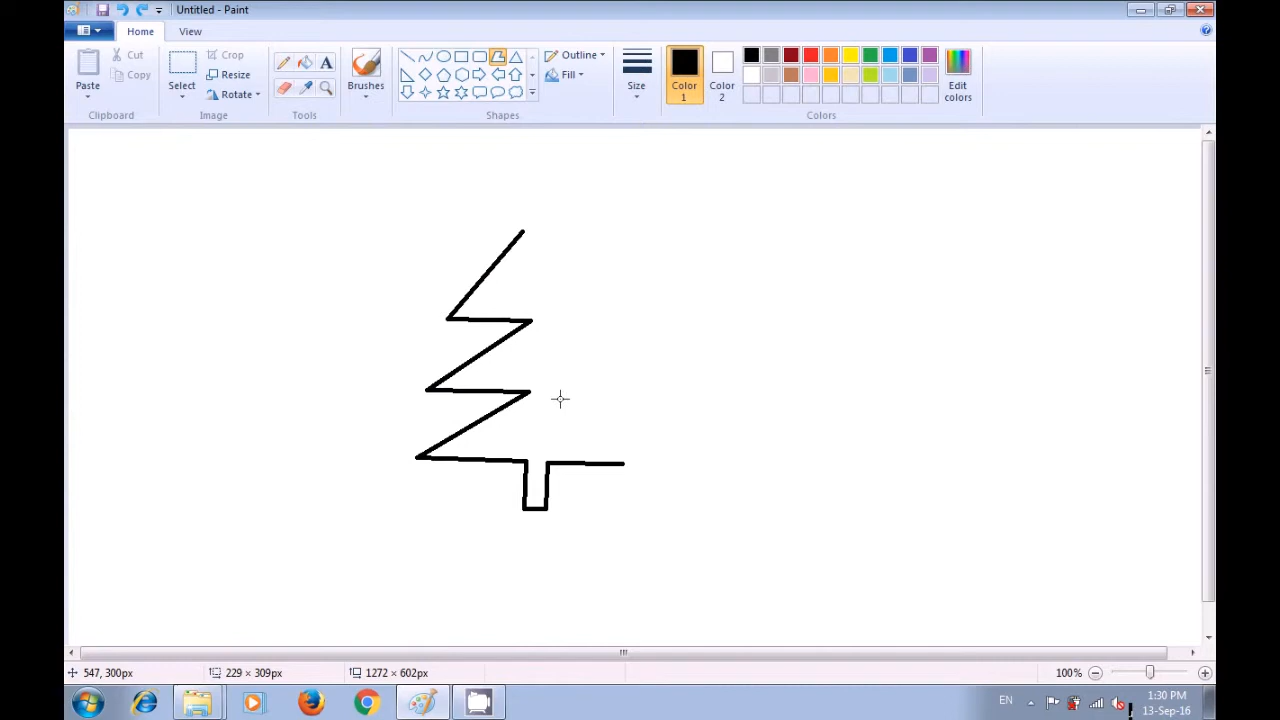 Untitled - Paint
Home
View
Paste
Cut
Copy
Clipboard
Select
Crop
Resize
Rotate
Image
A
Tools
Brushes
Outline
Fill
Shapes
Size
Color 1
Color 2
Edit colors
Colors
547, 300px
229 × 309px
1272 × 602px
100%
EN
1:30 PM
13-Sep-16